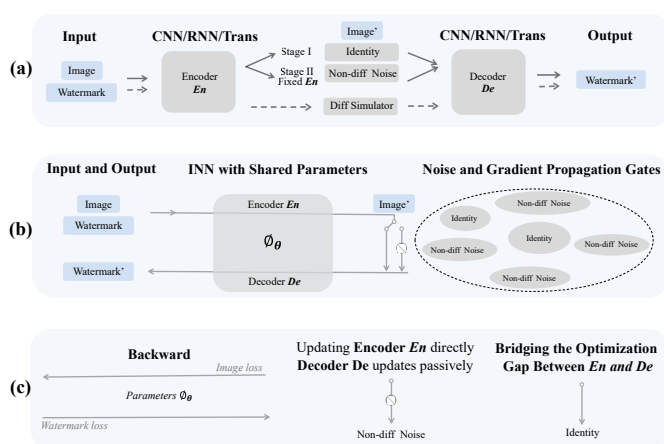 Input
CNN/RNN/Trans
Image’
CNN/RNN/Trans
Output
(a)
Image
Watermark
Encoder
En
Stage I
Identity
Stage II
Fixed En
Non-diff Noise
Diff Simulator
Decoder
De
Watermark’
Input and Output
INN with Shared Parameters
Noise and Gradient Propagation Gates
(b)
Image
Watermark
Encoder En
Image’
∅θ
Watermark’
Decoder De
Non-diff Noise
Identity
Identity
Non-diff Noise
Non-diff Noise
Non-diff Noise
(c)
Backward
Image loss
Parameters ∅θ
Watermark loss
Updating Encoder En directly
Decoder De updates passively
Non-diff Noise
Bridging the Optimization
Gap Between En and De
Identity